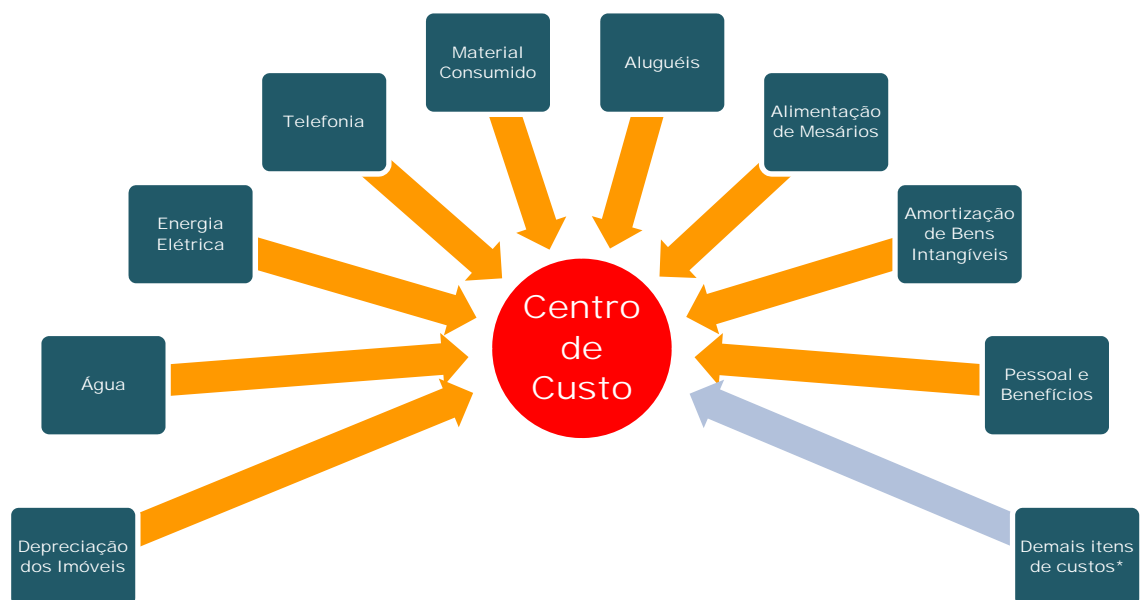 Material
Consumido
Aluguéis
Telefonia
Alimentação
de Mesários
Energia
Elétrica
Amortização
de Bens
Intangíveis
Centro
de
Custo
Água
Pessoal e
Benefícios
Depreciação
dos Imóveis
Demais itens
de custos*